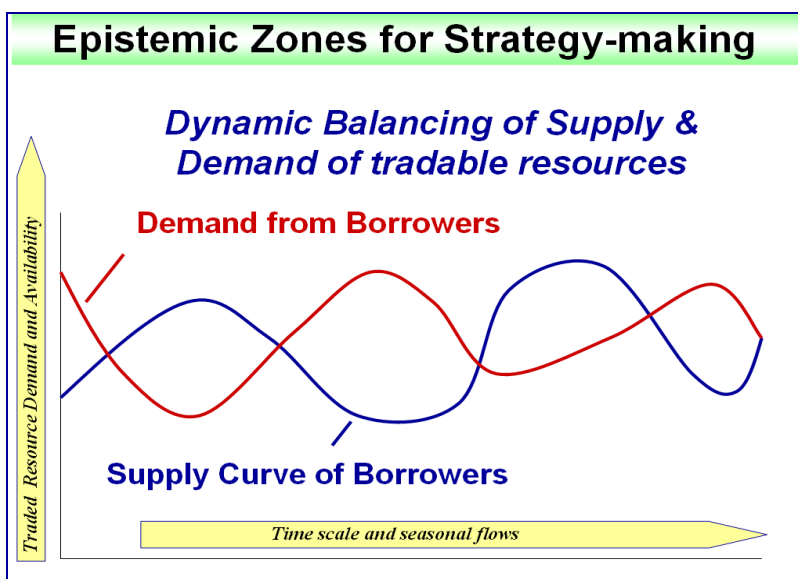 Epistemic Zones for Strategy-making
Dynamic Balancing of Supply &
Demand of tradable resources
Demand from Borrowers
Traded Resource Demand and Availability
Supply Curve of Borrowers
Time scale and seasonal flows